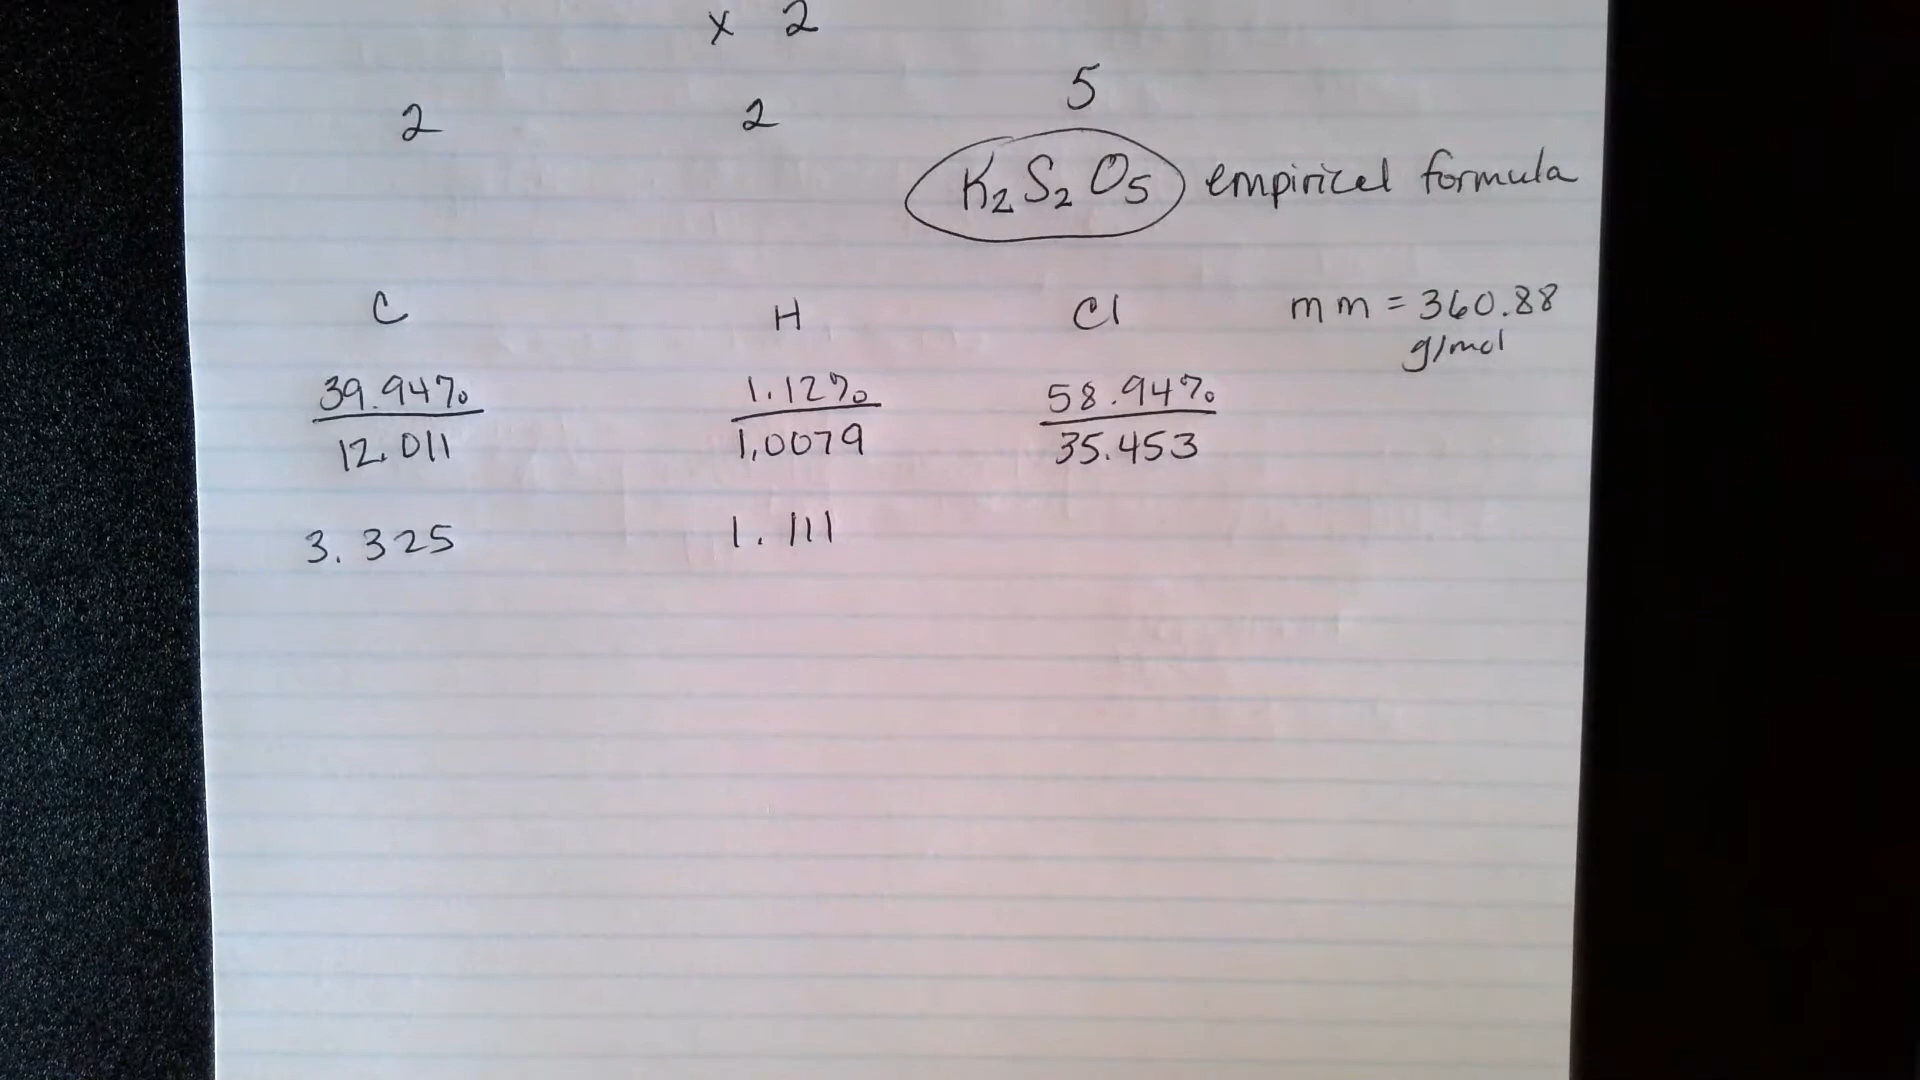 x 2
2 2 5
K₂S₂O₅ empirical formula
C H Cl mm = 360.88
g/mol
39.94% 1.12% 58.94%
12.011 1.0079 35.453
3.325 1.111